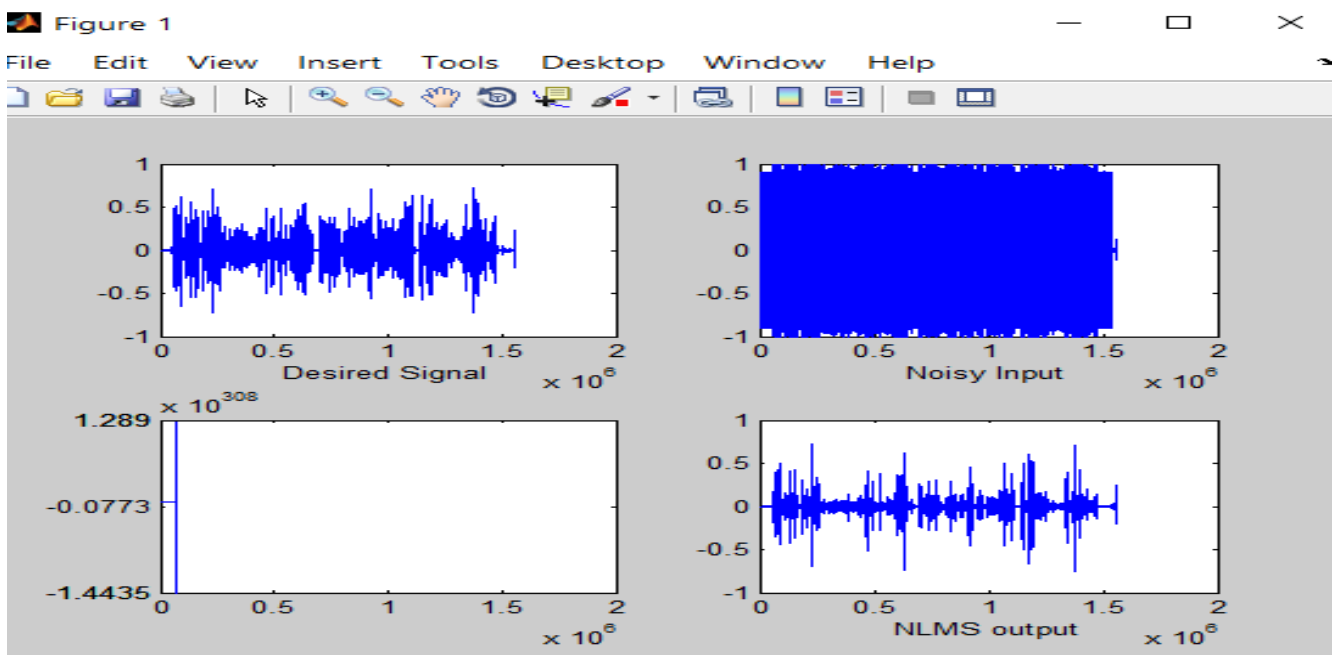 Figure 1
File Edit View Insert Tools Desktop Window Help
1
0.5
0
-0.5
-1
0 0.5 1 1.5 2
Desired Signal
x 10^6
1
0.5
0
-0.5
-1
0 0.5 1 1.5 2
Noisy Input
x 10^6
x 10^308
1.289
-0.0773
-1.4435
0 0.5 1 1.5 2
x 10^6
1
0.5
0
-0.5
-1
0 0.5 1 1.5 2
NLMS output
x 10^6